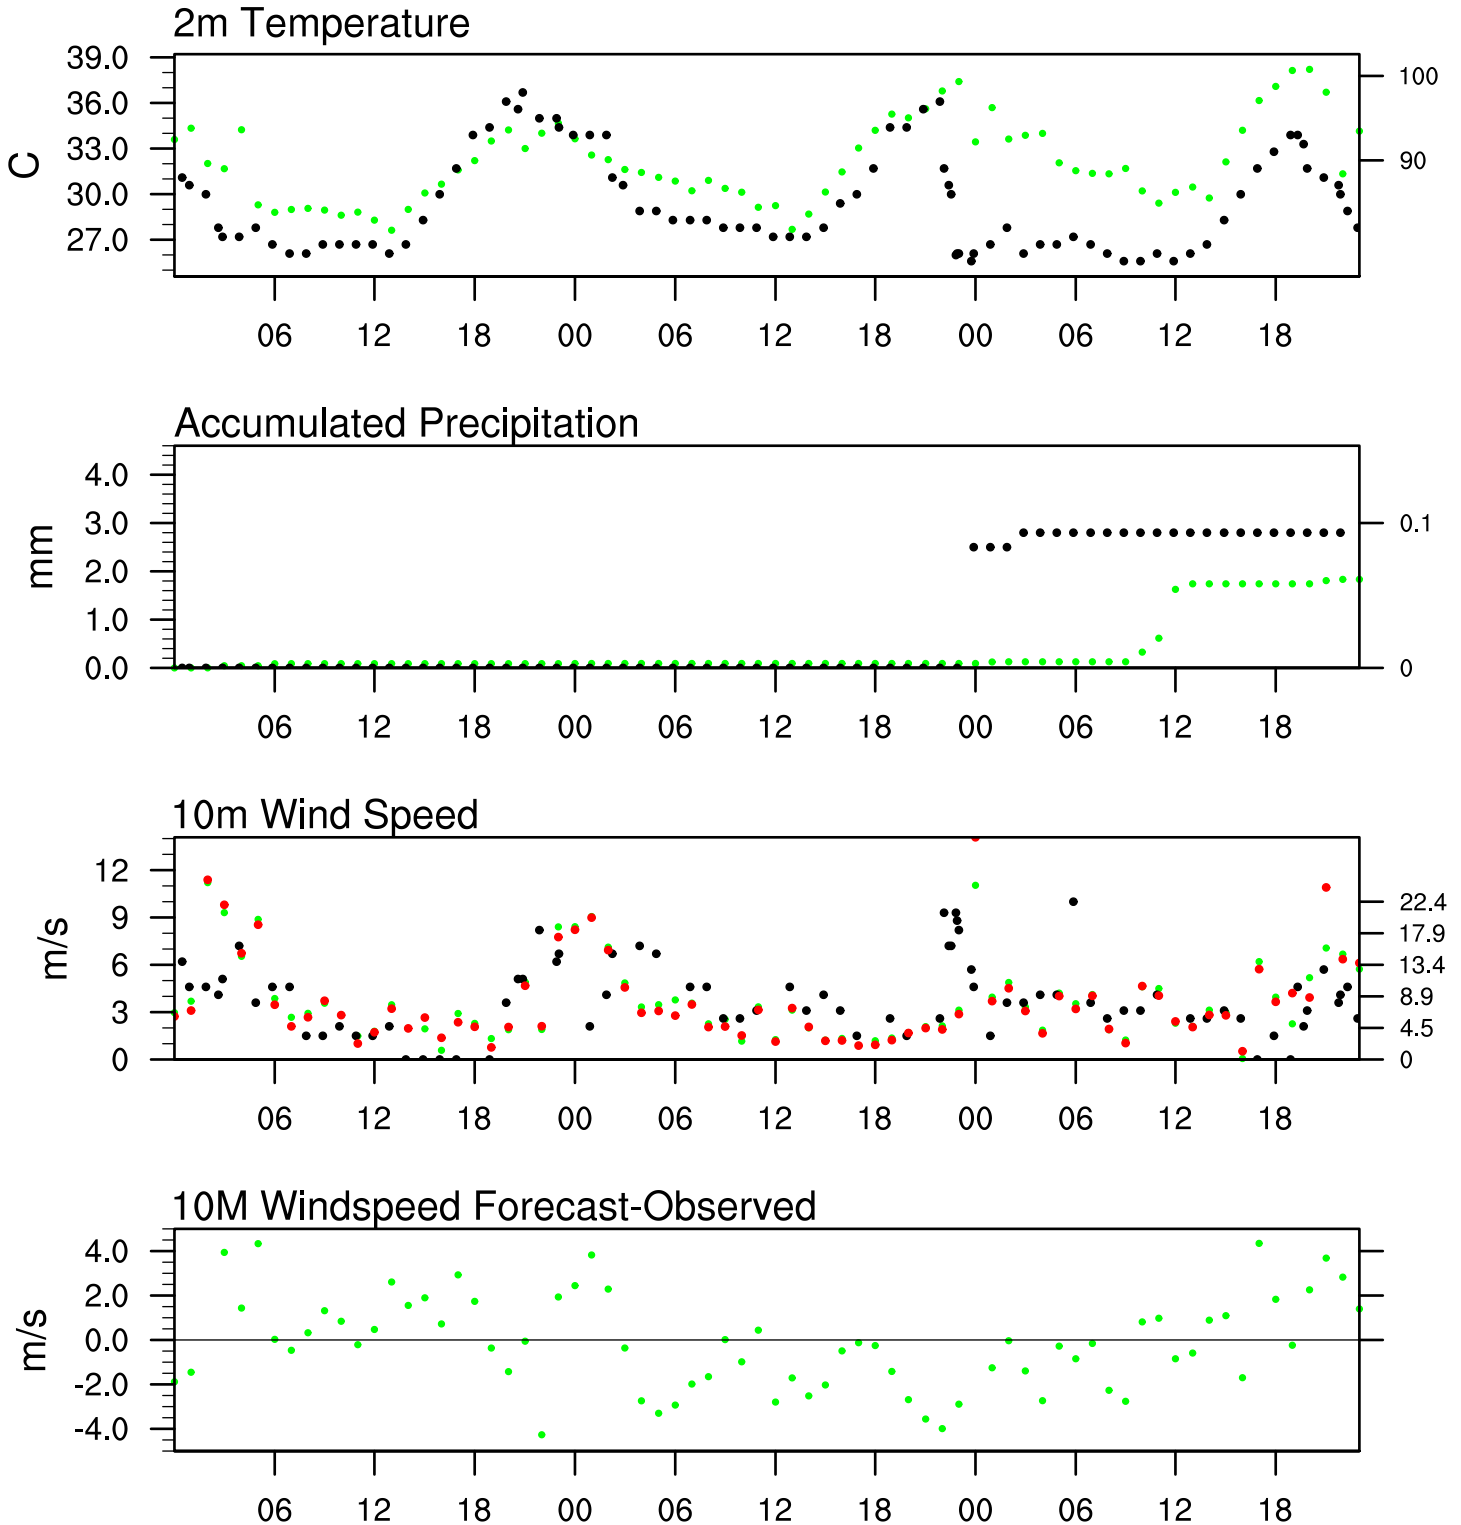 2m Temperature
39.0
36.0
33.0
30.0
27.0
C
100
90
06 12 18 00 06 12 18 00 06 12 18
Accumulated Precipitation
4.0
3.0
2.0
1.0
0.0
mm
0.1
0
06 12 18 00 06 12 18 00 06 12 18
10m Wind Speed
12
9
6
3
0
m/s
22.4
17.9
13.4
8.9
4.5
0
06 12 18 00 06 12 18 00 06 12 18
10M Windspeed Forecast-Observed
4.0
2.0
0.0
-2.0
-4.0
m/s
06 12 18 00 06 12 18 00 06 12 18